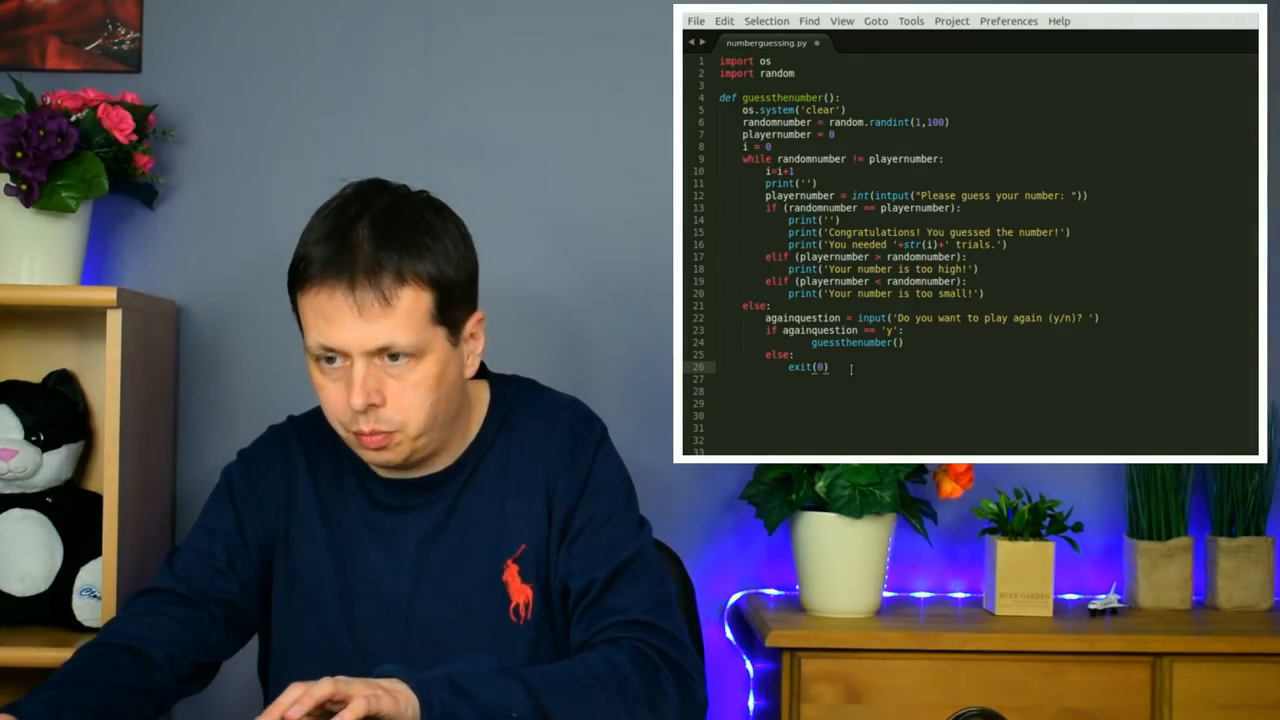 File Edit Selection Find View Goto Tools Project Preferences Help
numberguessing.py
1 import os
2 import random
3
4 def guessthenumber():
5 os.system('clear')
6 randomnumber = random.randint(1,100)
7 playernumber = 0
8 i = 0
9 while randomnumber != playernumber:
10 i=i+1
11 print('')
12 playernumber = int(intput("Please guess your number: "))
13 if (randomnumber == playernumber):
14 print('')
15 print('Congratulations! You guessed the number!')
16 print('You needed '+str(i)+' trials.')
17 elif (playernumber > randomnumber):
18 print('Your number is too high!')
19 elif (playernumber < randomnumber):
20 print('Your number is too small!')
21 else:
22 againquestion = input('Do you want to play again (y/n)? ')
23 if againquestion == 'y':
24 guessthenumber()
25 else:
26 exit(0)
27
28
29
30
31
32
33
HERB GARDEN